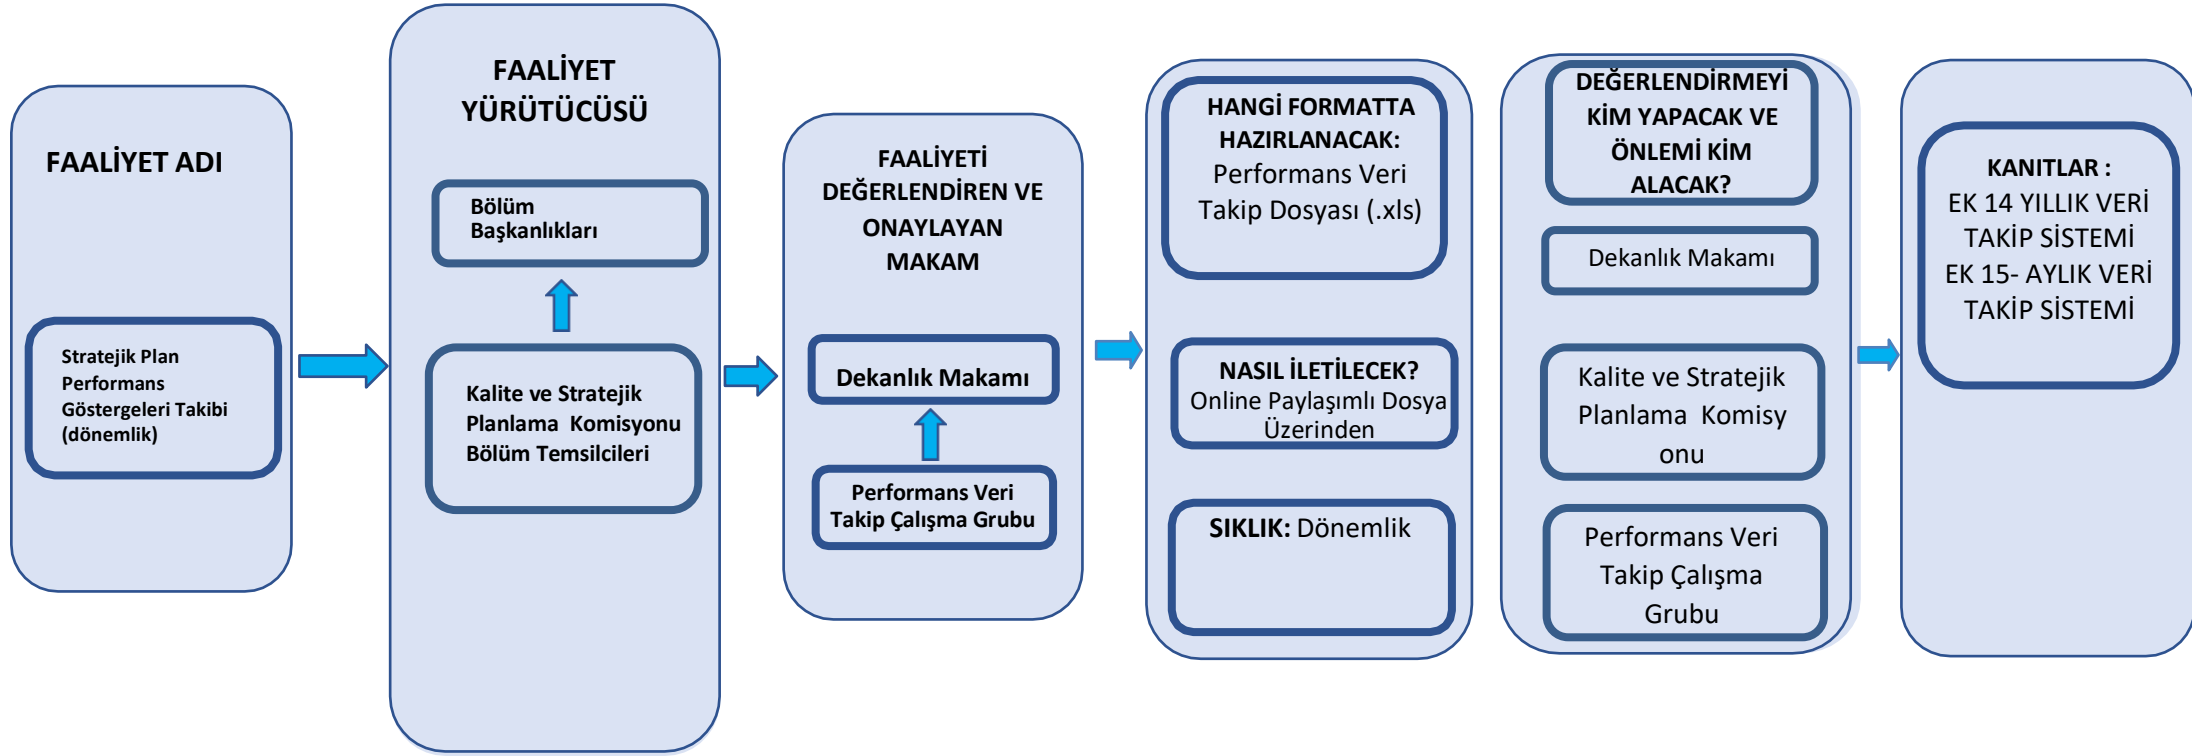 FAALİYET ADI
Stratejik Plan
Performans
Göstergeleri Takibi
(dönemlik)
FAALİYET
YÜRÜTÜCÜSÜ
Bölüm
Başkanlıkları
Kalite ve Stratejik
Planlama Komisyonu
Bölüm Temsilcileri
FAALİYETİ
DEĞERLENDİREN VE
ONAYLAYAN
MAKAM
Dekanlık Makamı
Performans Veri
Takip Çalışma Grubu
HANGİ FORMATTA
HAZIRLANACAK:
Performans Veri
Takip Dosyası (.xls)
NASIL İLETİLECEK?
Online Paylaşımlı Dosya
Üzerinden
SIKLIK: Dönemlik
DEĞERLENDİRMEYİ
KİM YAPACAK VE
ÖNLEMİ KİM
ALACAK?
Dekanlık Makamı
Kalite ve Stratejik
Planlama Komisy
onu
Performans Veri
Takip Çalışma
Grubu
KANITLAR :
EK 14 YILLIK VERİ
TAKİP SİSTEMİ
EK 15- AYLIK VERİ
TAKİP SİSTEMİ